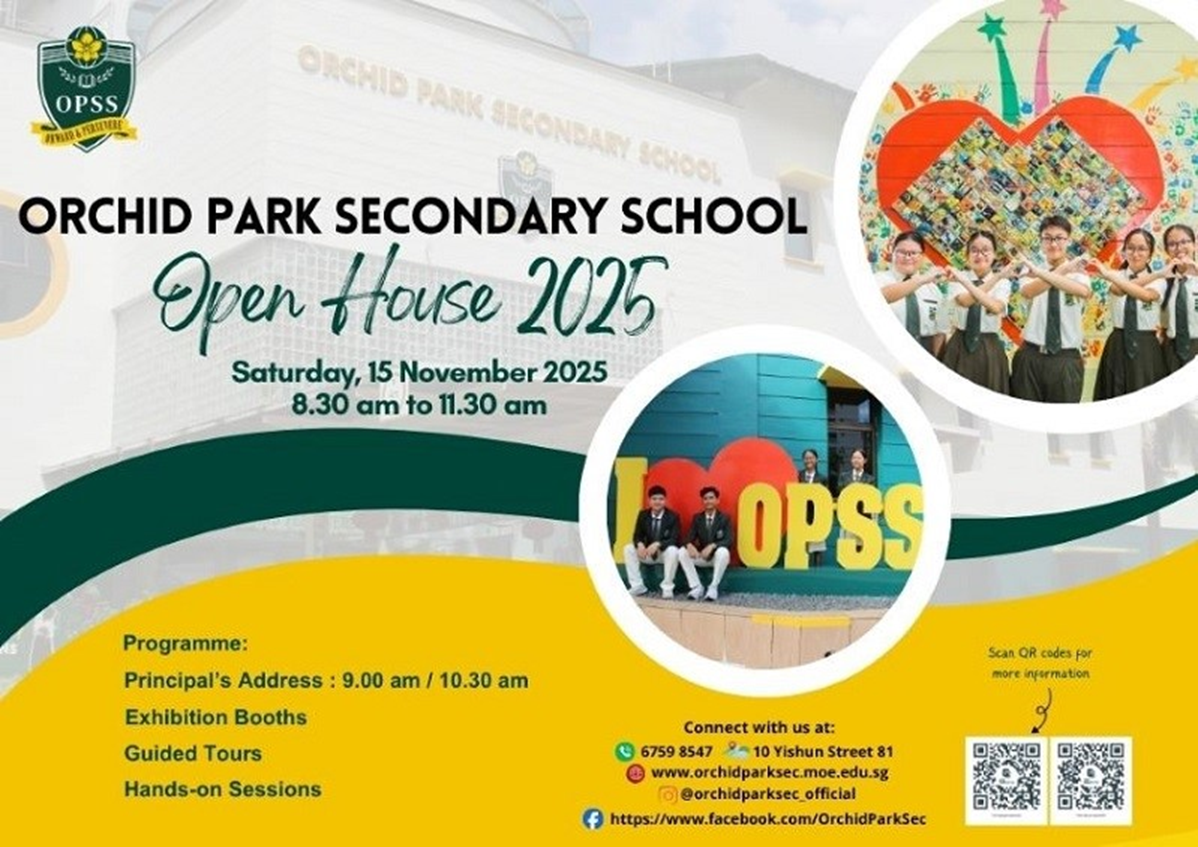 OPSS
ONWARD & PERSEVERE
ORCHID PARK SECONDARY SCHOOL
ORCHID PARK SECONDARY SCHOOL
Open House 2025
Saturday, 15 November 2025
8.30 am to 11.30 am
I OPSS
Programme:
Principal's Address : 9.00 am / 10.30 am
Exhibition Booths
Guided Tours
Hands-on Sessions
Connect with us at:
6759 8547 10 Yishun Street 81
www.orchidparksec.moe.edu.sg
@orchidparksec_official
https://www.facebook.com/OrchidParkSec
Scan QR codes for
more information